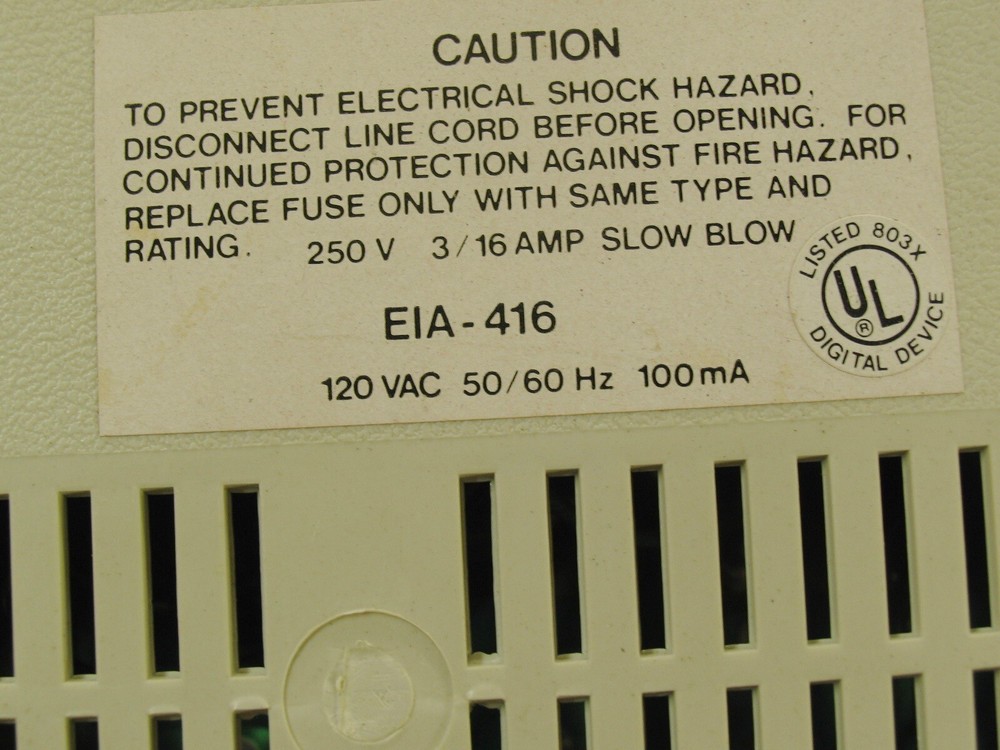 CAUTION
TO PREVENT ELECTRICAL SHOCK HAZARD,
DISCONNECT LINE CORD BEFORE OPENING. FOR
CONTINUED PROTECTION AGAINST FIRE HAZARD,
REPLACE FUSE ONLY WITH SAME TYPE AND
RATING. 250 V 3/16 AMP SLOW BLOW
LISTED 803X
UL ®
DIGITAL DEVICE
EIA-416
120 VAC 50/60 Hz 100mA